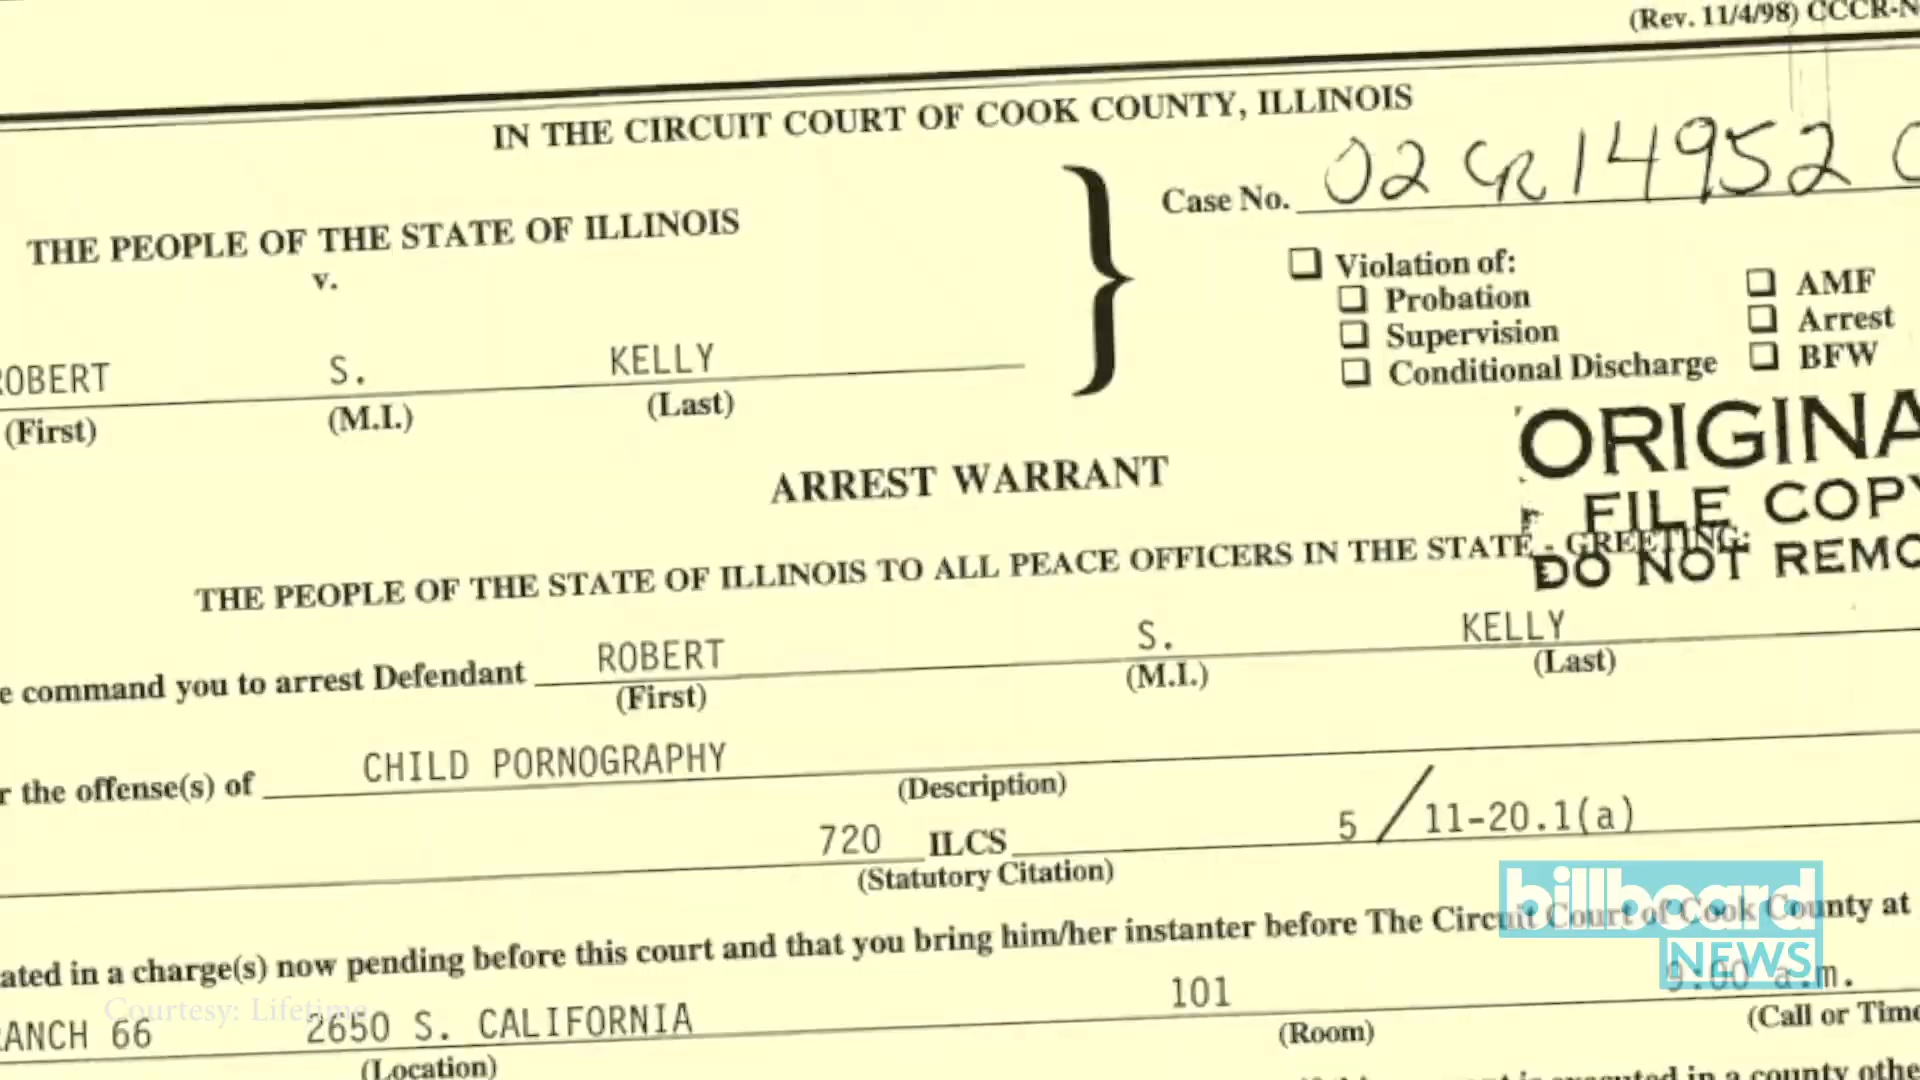 (Rev. 11/4/98) CCCR-N
IN THE CIRCUIT COURT OF COOK COUNTY, ILLINOIS
THE PEOPLE OF THE STATE OF ILLINOIS
v.
Case No. 02 CR 14952
Violation of:
Probation
Supervision
Conditional Discharge
AMF
Arrest
BFW
OBERT S. KELLY
(First) (M.I.) (Last)
ORIGINA
FILE COPY
DO NOT REMO
ARREST WARRANT
THE PEOPLE OF THE STATE OF ILLINOIS TO ALL PEACE OFFICERS IN THE STATE - GREETING:
e command you to arrest Defendant ROBERT S. KELLY
(First) (M.I.) (Last)
r the offense(s) of CHILD PORNOGRAPHY
(Description)
720 ILCS 5 / 11-20.1(a)
(Statutory Citation)
billboard
NEWS
ated in a charge(s) now pending before this court and that you bring him/her instanter before The Circuit Court of Cook County at
Courtesy: Lifetime
ANCH 66 2650 S. CALIFORNIA 101 9:00 a.m.
(Location) (Room) (Call or Time
in a county othe